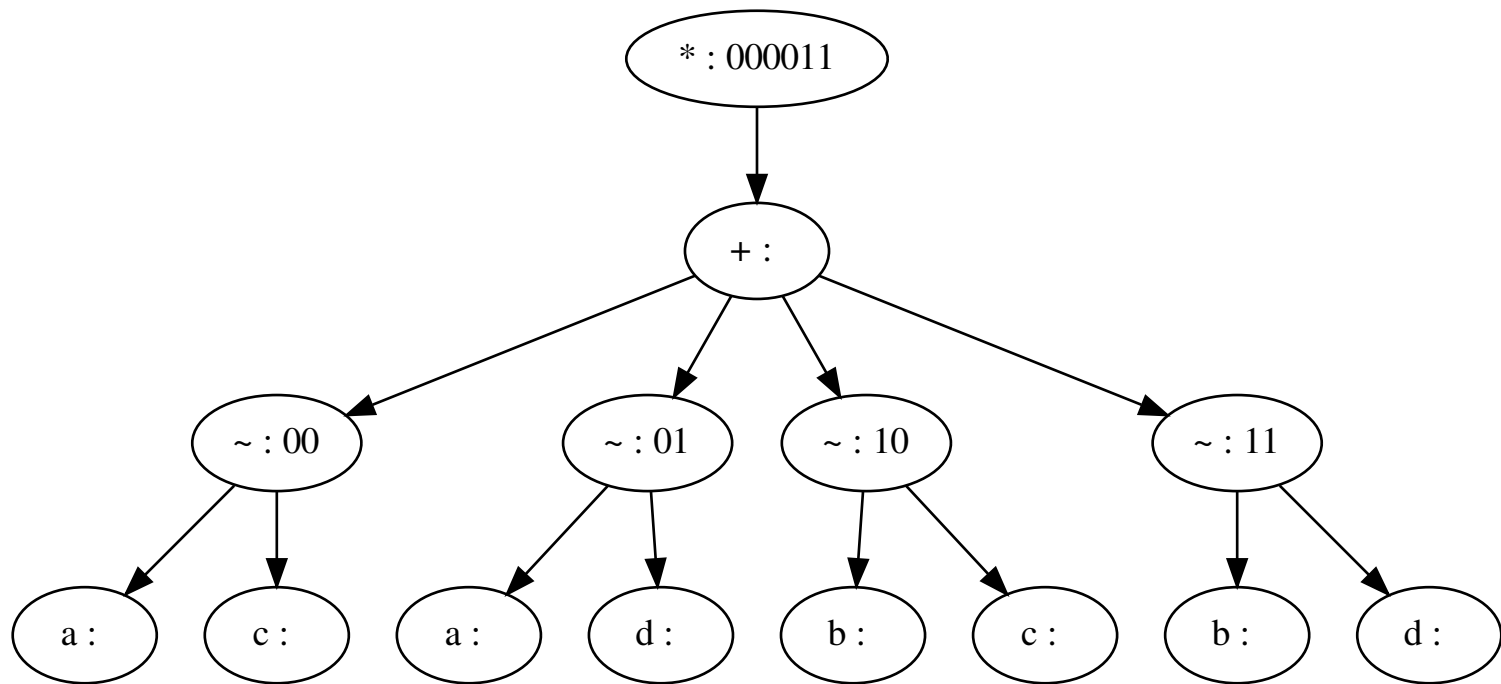 * : 000011
+ :
~ : 00
~ : 01
~ : 10
~ : 11
a :
c :
a :
d :
b :
c :
b :
d :